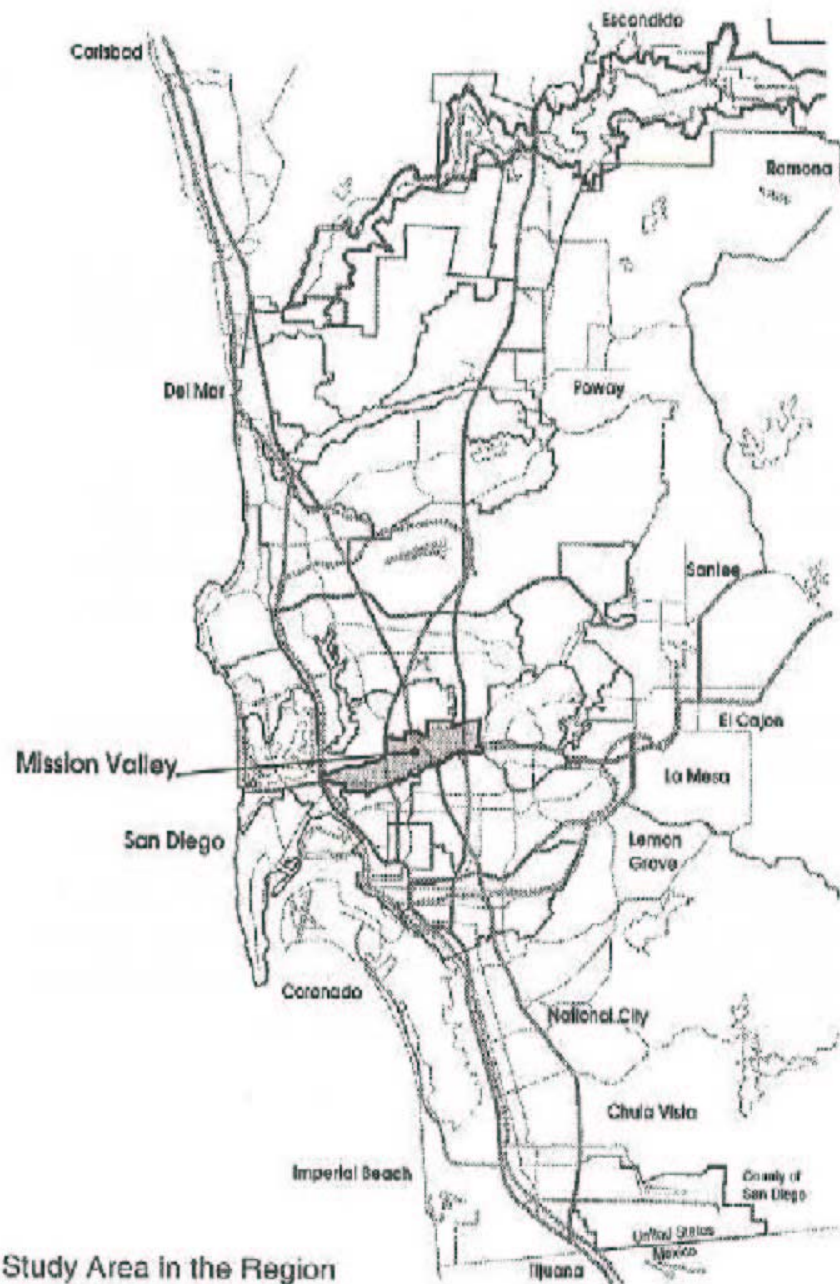 Escondido
Carlsbad
Ramona
Del Mar
Poway
Santee
El Cajon
Mission Valley
La Mesa
San Diego
Lemon
Grove
Coronado
National City
Chula Vista
Imperial Beach
County of
San Diego
United States
Mexico
Tijuana
Study Area in the Region